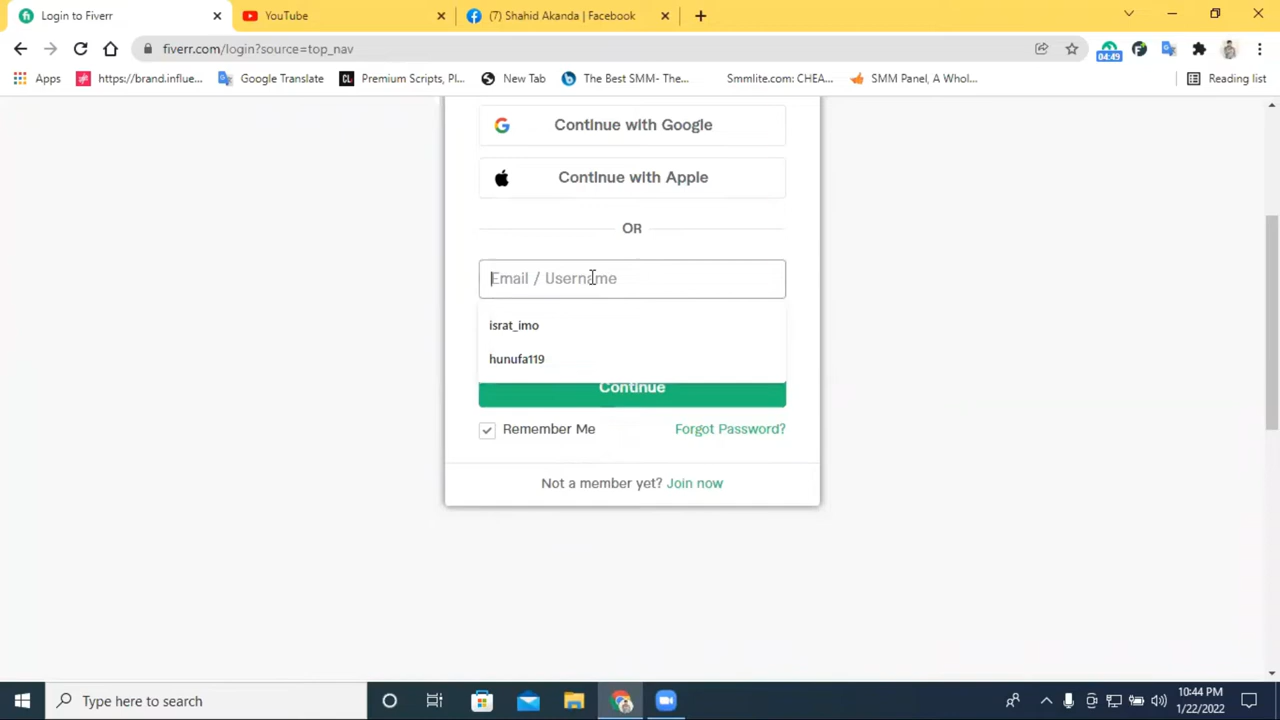 Login to Fiverr
YouTube
(7) Shahid Akanda | Facebook
fiverr.com/login?source=top_nav
04:49
Apps
https://brand.influe...
Google Translate
CL
Premium Scripts, Pl...
New Tab
The Best SMM- The...
Smmlite.com: CHEA...
SMM Panel, A Whol...
Reading list
Continue with Google
Continue with Apple
OR
Email / Username
israt_imo
hunufa119
Continue
Remember Me
Forgot Password?
Not a member yet? Join now
Type here to search
10:44 PM
1/22/2022